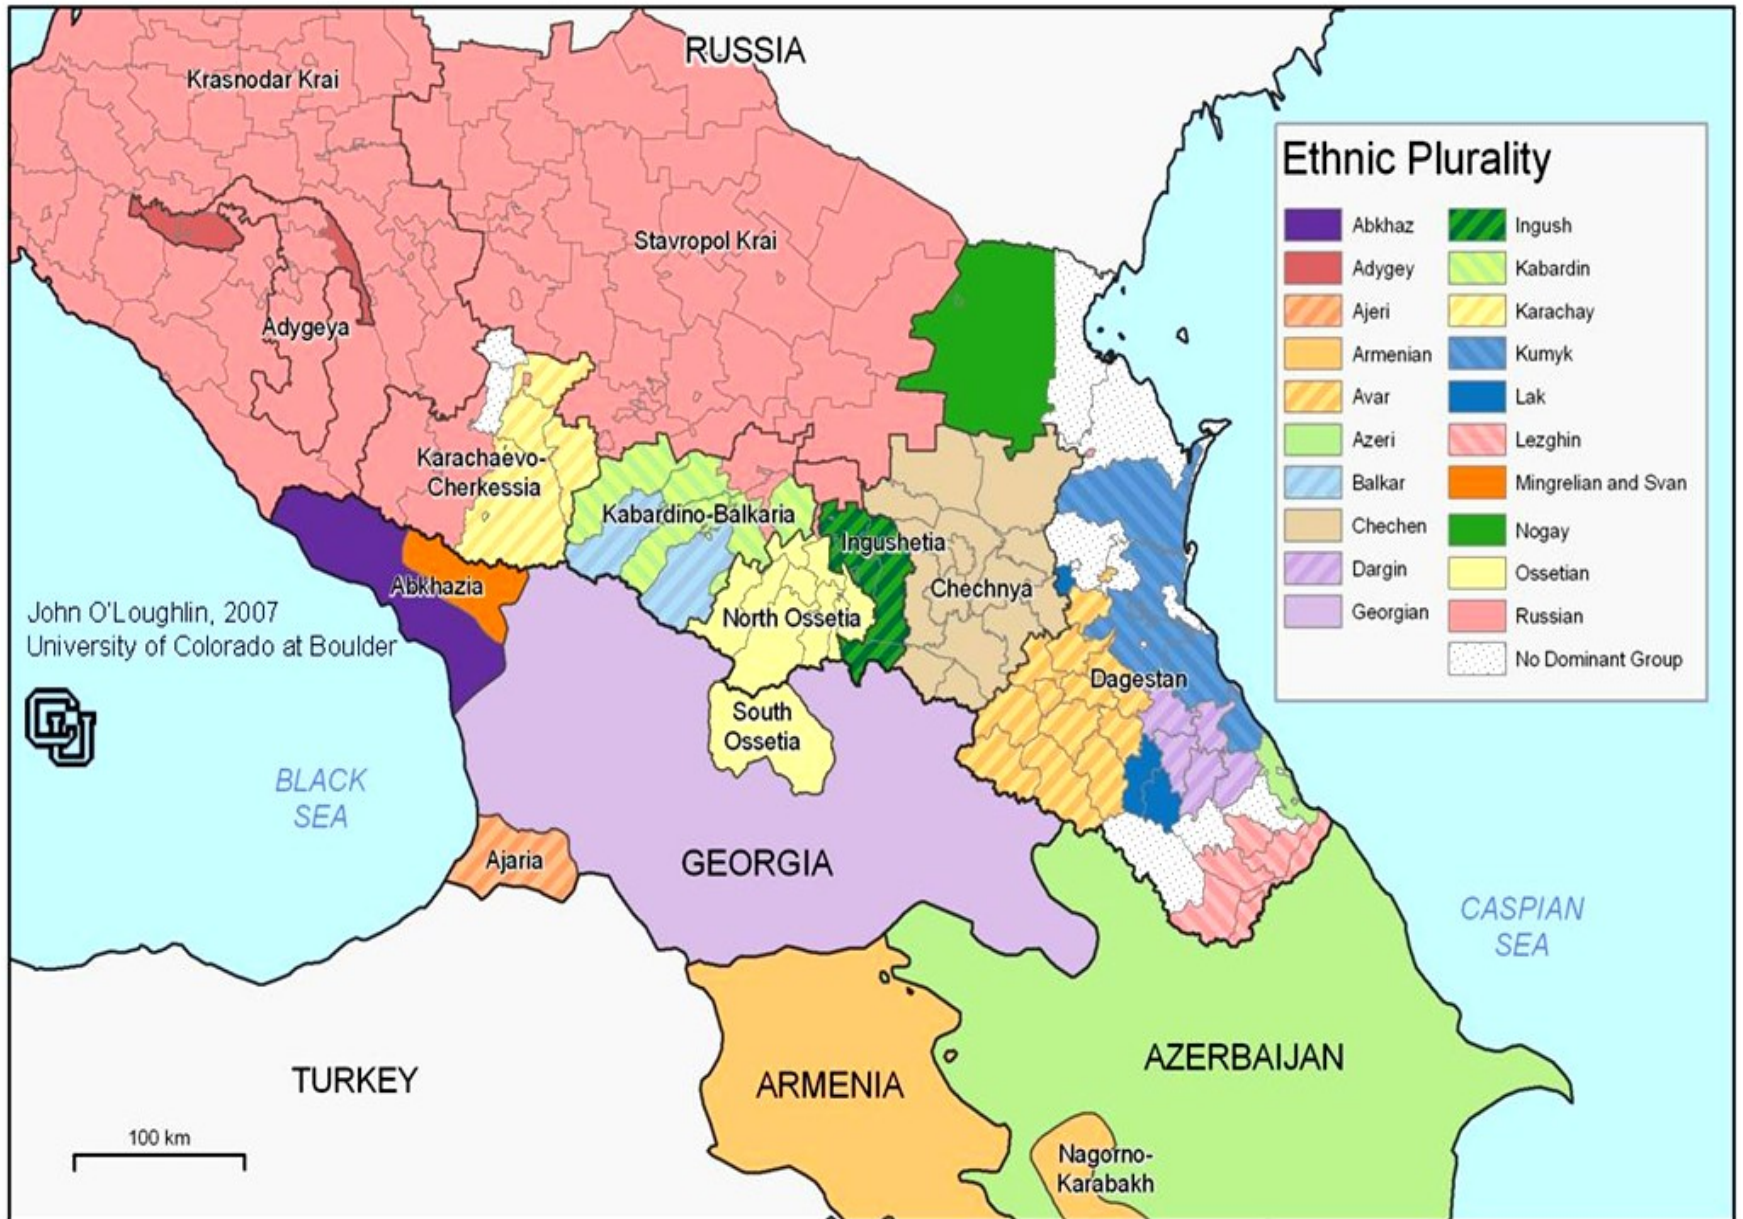 RUSSIA
Krasnodar Krai
Stavropol Krai
Adygeya
Karachaevo-
Cherkessia
Kabardino-Balkaria
Ingushetia
Chechnya
Abkhazia
North Ossetia
South
Ossetia
Dagestan
John O'Loughlin, 2007
University of Colorado at Boulder
CU
BLACK
SEA
Ajaria
GEORGIA
CASPIAN
SEA
TURKEY
ARMENIA
AZERBAIJAN
Nagorno-
Karabakh
100 km
Ethnic Plurality
Abkhaz
Adygey
Ajeri
Armenian
Avar
Azeri
Balkar
Chechen
Dargin
Georgian
Ingush
Kabardin
Karachay
Kumyk
Lak
Lezghin
Mingrelian and Svan
Nogay
Ossetian
Russian
No Dominant Group